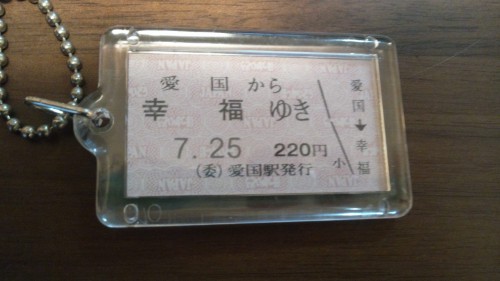 愛国から
幸福ゆき
7.25 220円
(委)愛国駅発行
小
愛国→幸福